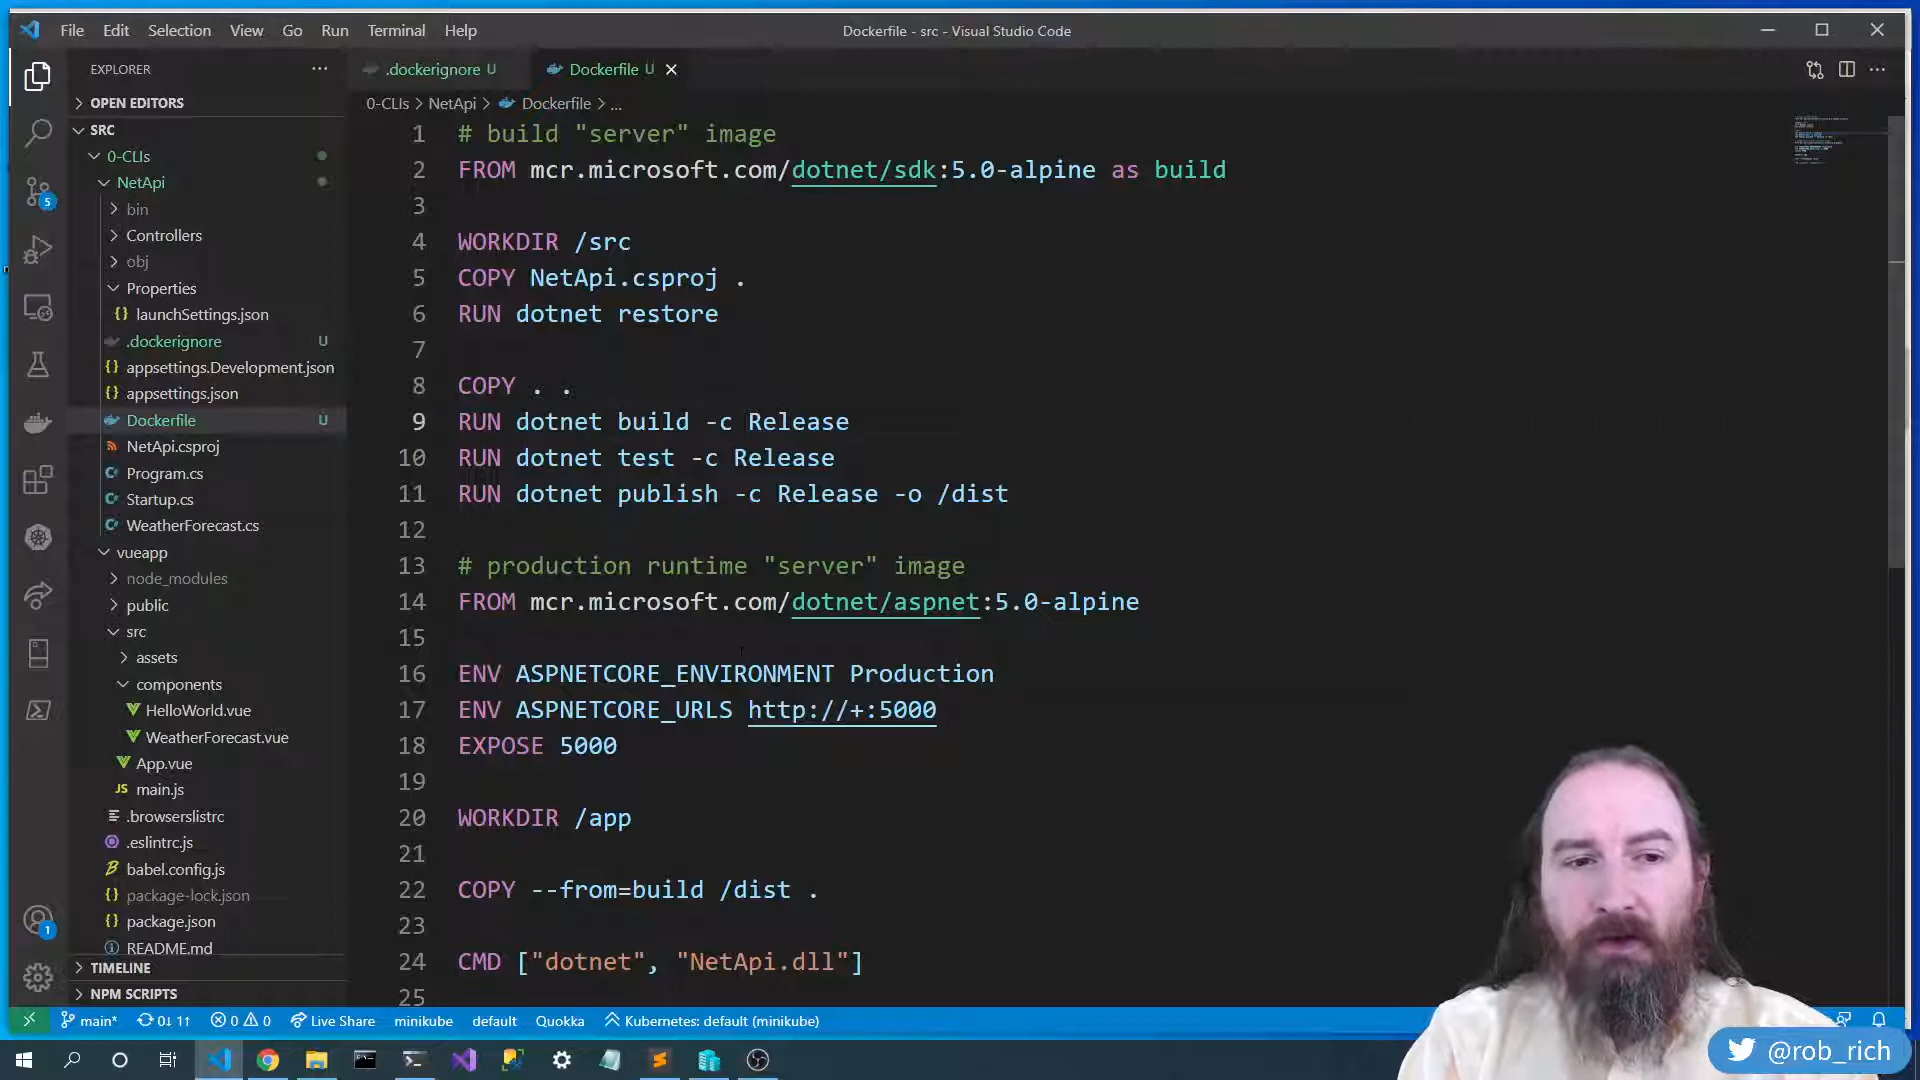 File Edit Selection View Go Run Terminal Help
Dockerfile - src - Visual Studio Code
EXPLORER
.dockerignore U
Dockerfile U
OPEN EDITORS
0-CLIs > NetApi > Dockerfile > ...
SRC
0-CLIs
NetApi
bin
Controllers
obj
Properties
launchSettings.json
.dockerignore U
appsettings.Development.json
appsettings.json
Dockerfile U
NetApi.csproj
Program.cs
Startup.cs
WeatherForecast.cs
vueapp
node_modules
public
src
assets
components
HelloWorld.vue
WeatherForecast.vue
App.vue
main.js
.browserslistrc
.eslintrc.js
babel.config.js
package-lock.json
package.json
README.md
TIMELINE
NPM SCRIPTS
5
1
1 # build "server" image
2 FROM mcr.microsoft.com/dotnet/sdk:5.0-alpine as build
3
4 WORKDIR /src
5 COPY NetApi.csproj .
6 RUN dotnet restore
7
8 COPY . .
9 RUN dotnet build -c Release
10 RUN dotnet test -c Release
11 RUN dotnet publish -c Release -o /dist
12
13 # production runtime "server" image
14 FROM mcr.microsoft.com/dotnet/aspnet:5.0-alpine
15
16 ENV ASPNETCORE_ENVIRONMENT Production
17 ENV ASPNETCORE_URLS http://+:5000
18 EXPOSE 5000
19
20 WORKDIR /app
21
22 COPY --from=build /dist .
23
24 CMD ["dotnet", "NetApi.dll"]
25
main* 0↓ 1↑ 0 0 Live Share minikube default Quokka Kubernetes: default (minikube)
@rob_rich